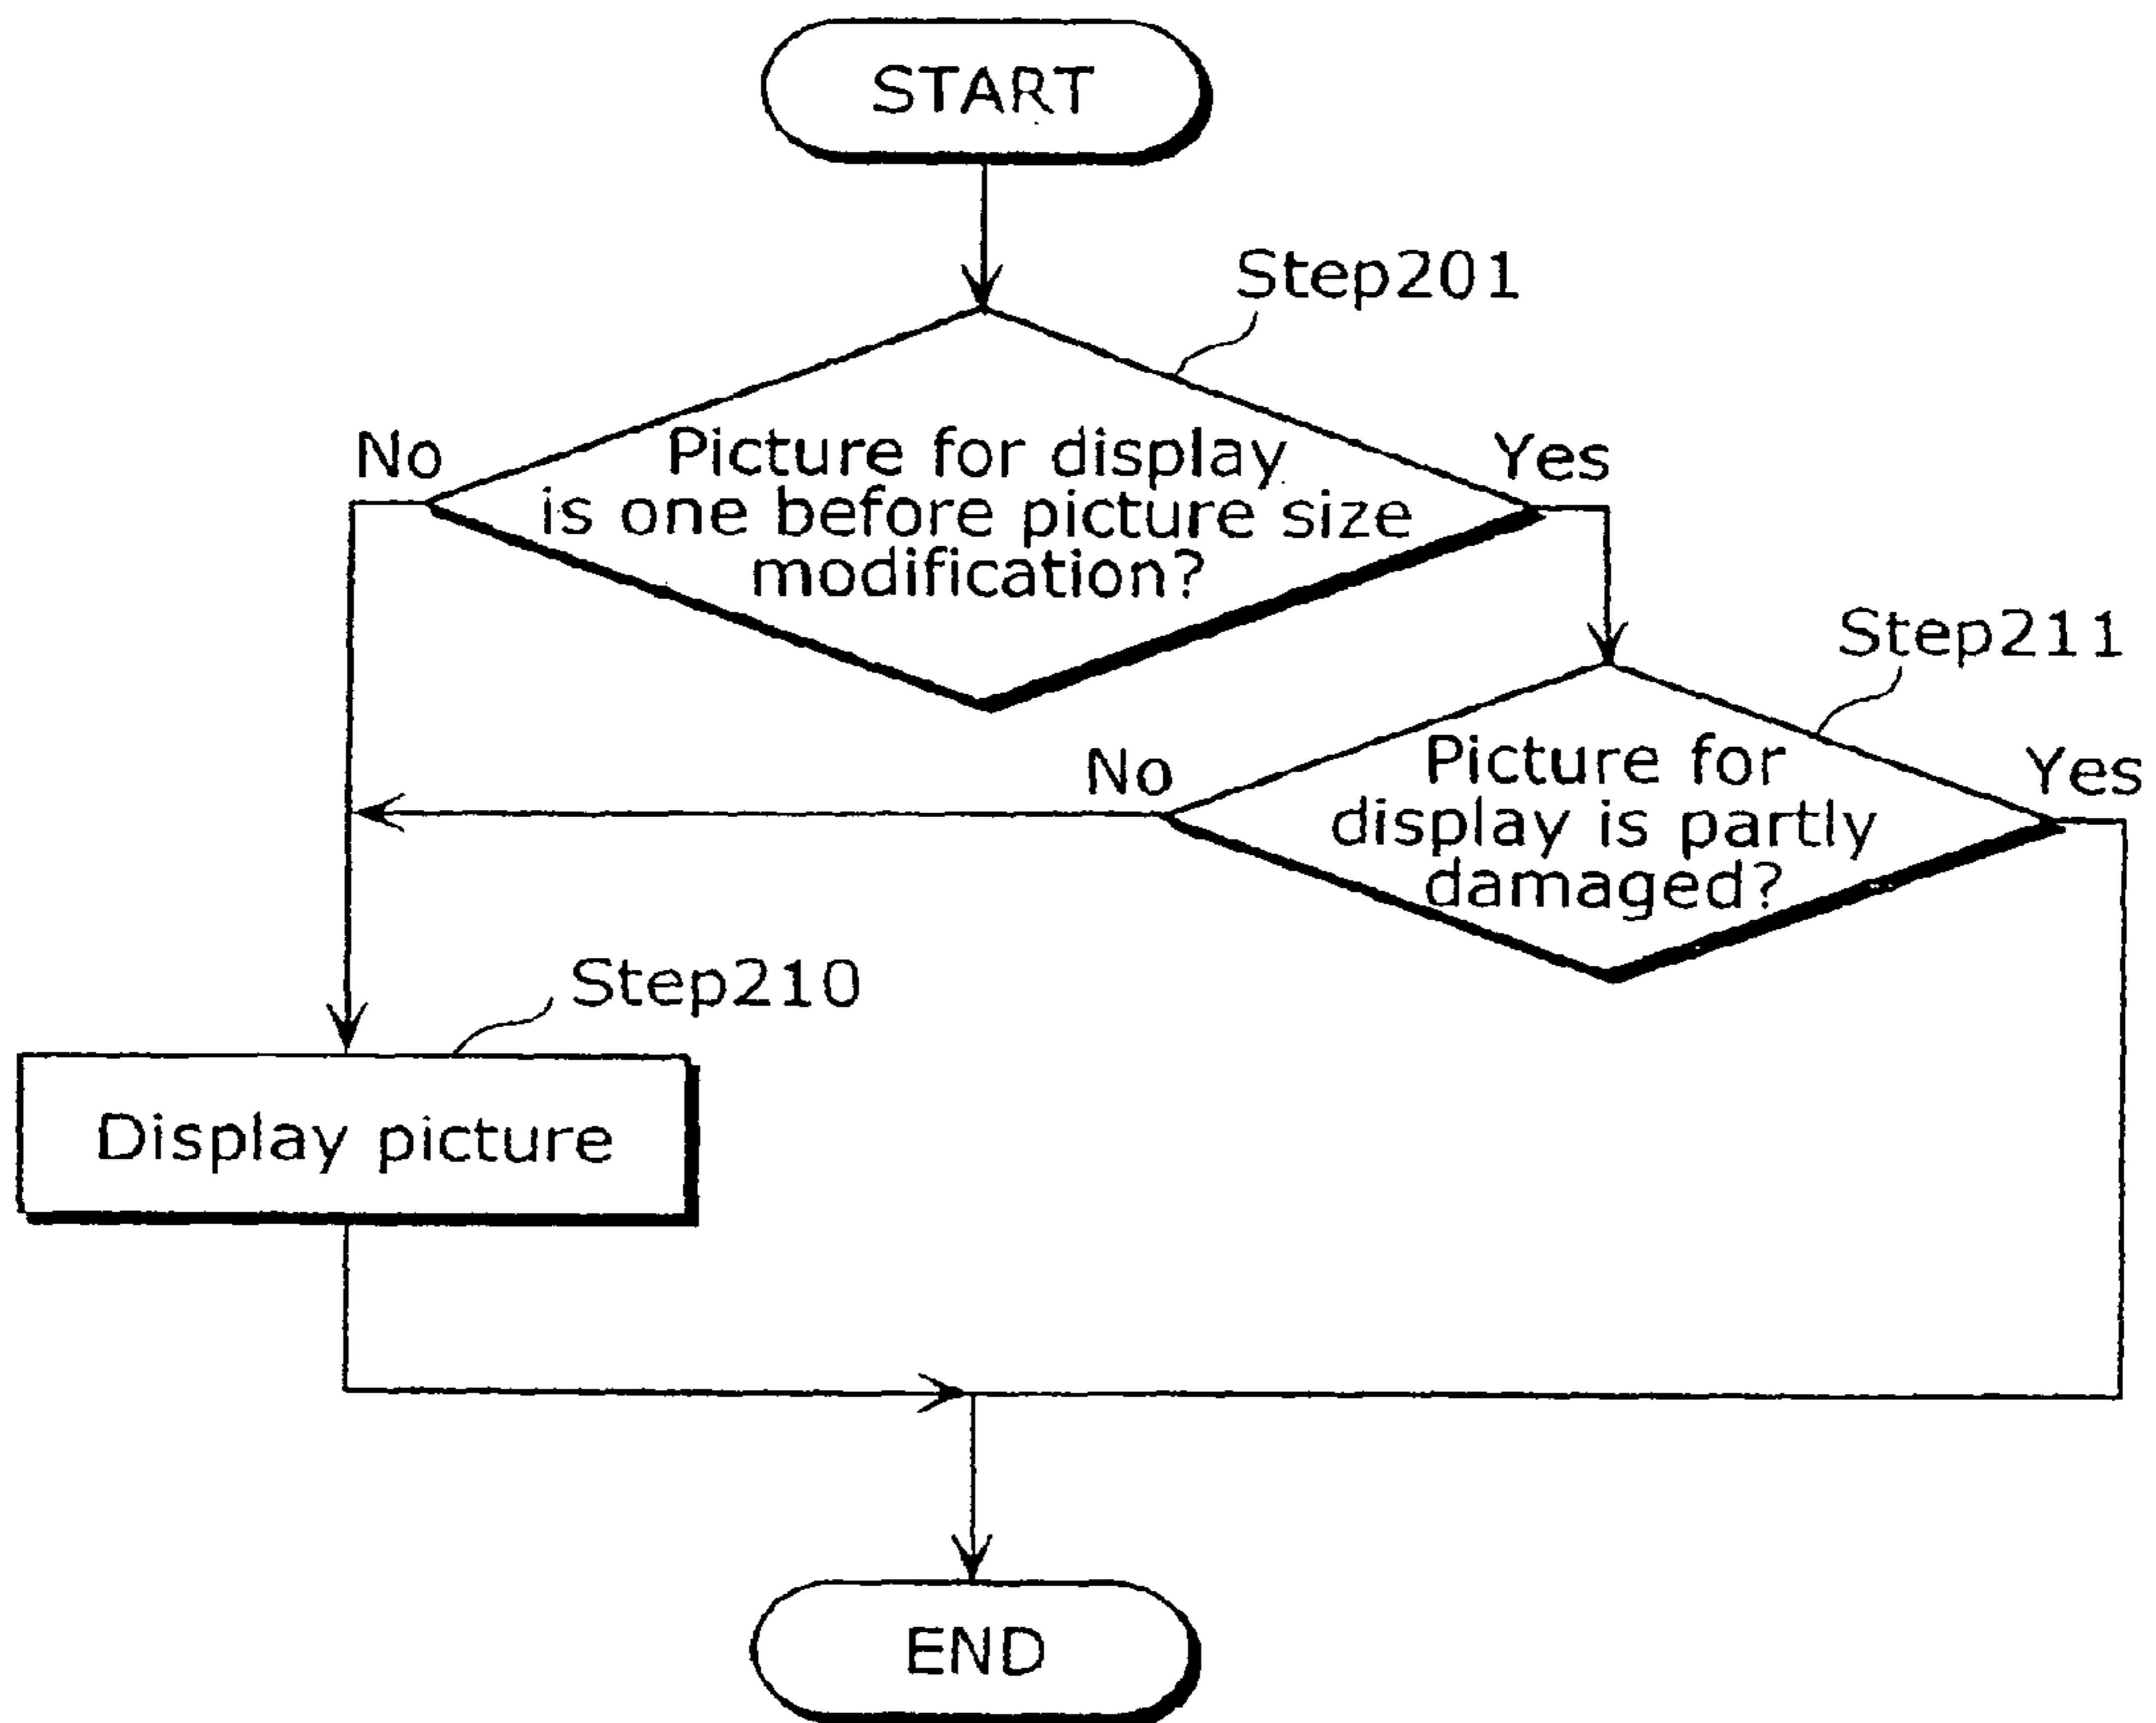 START
Step201
No
Yes
Picture for display
is one before picture size
modification?
Step211
No
Yes
Picture for
display is partly
damaged?
Step210
Display picture
END